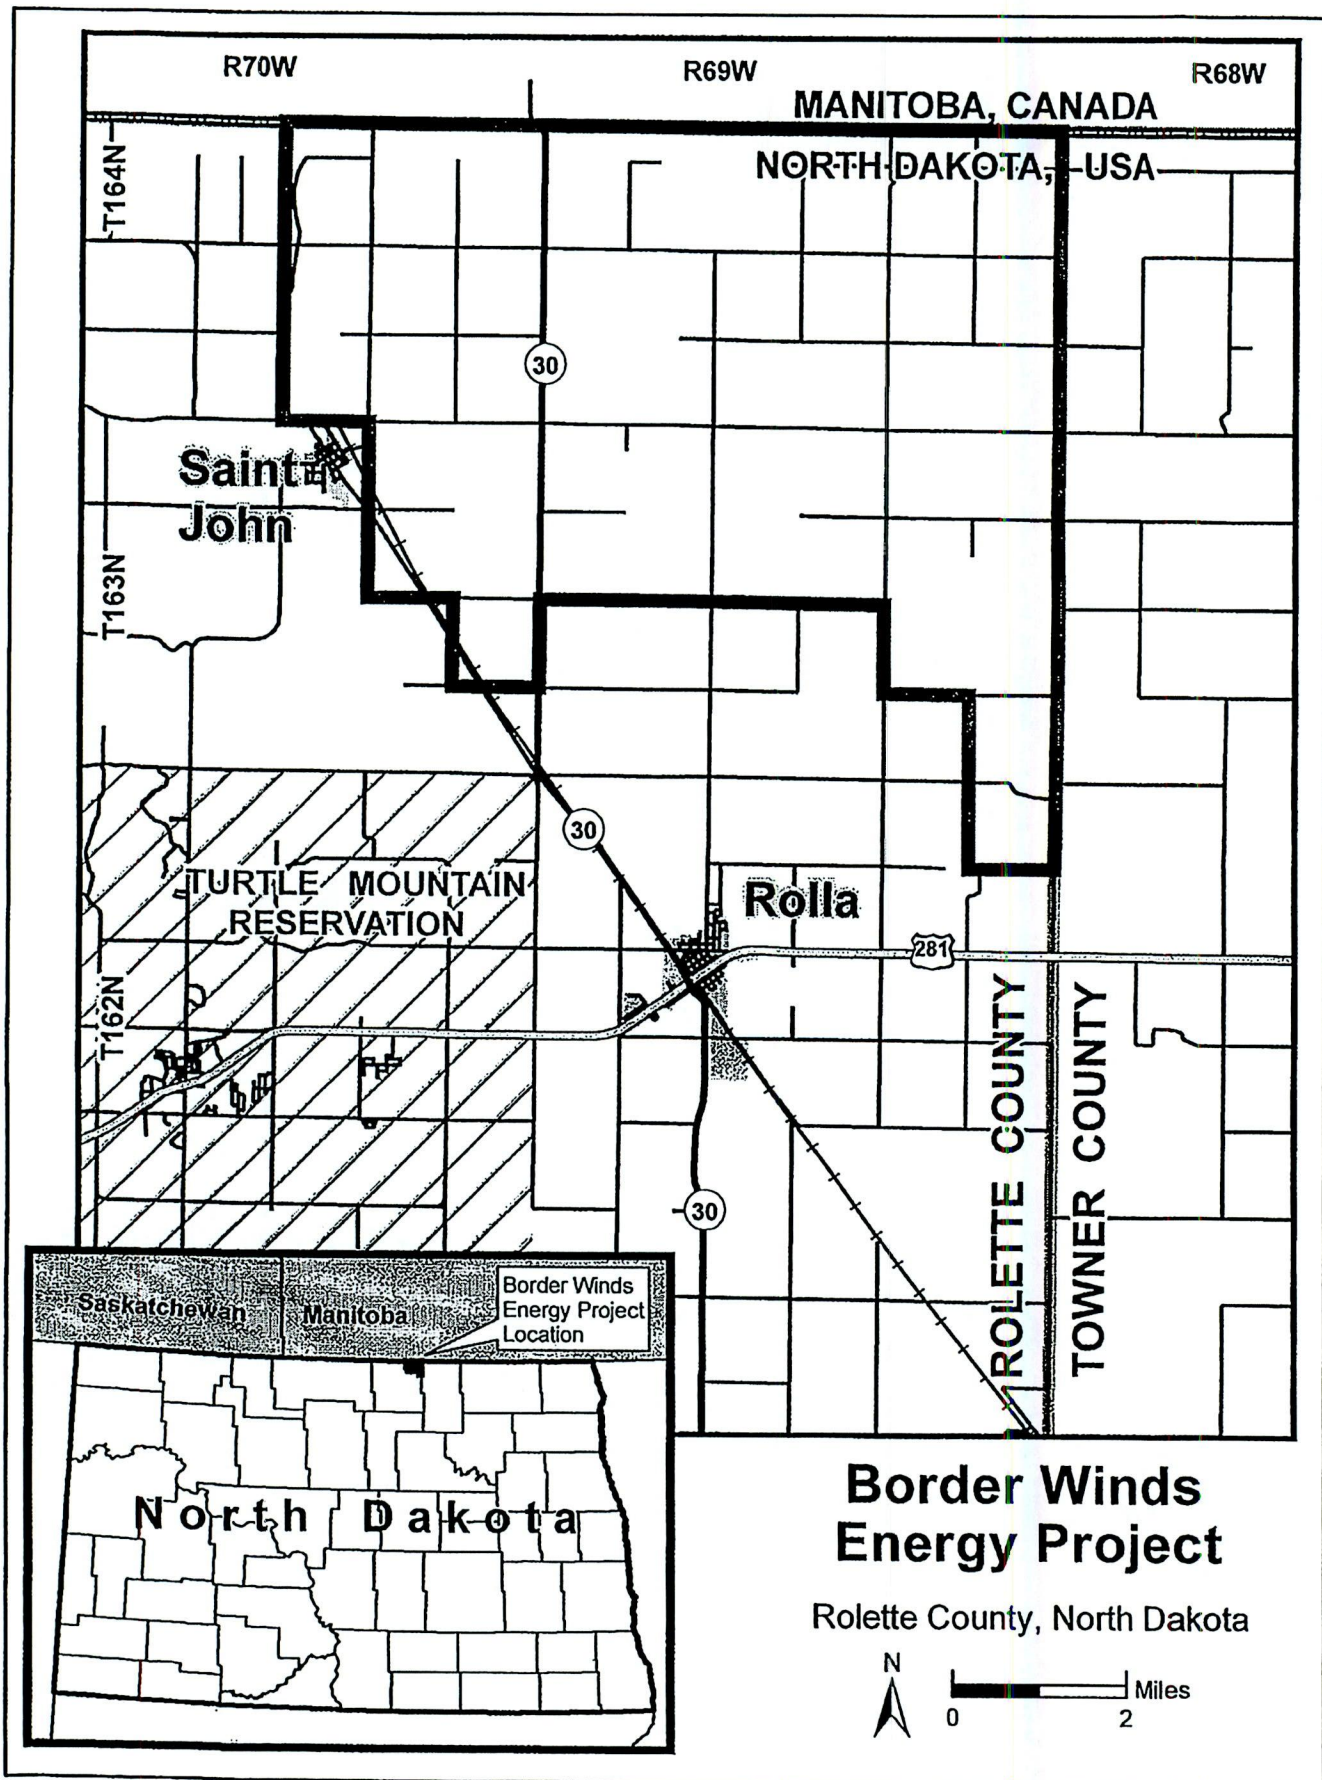 R70W
R69W
R68W
MANITOBA, CANADA
NORTH DAKOTA, USA
T164N
30
Saint
John
T163N
30
TURTLE MOUNTAIN
RESERVATION
Rolla
281
T162N
30
ROLETTE COUNTY
TOWNER COUNTY
Saskatchewan
Manitoba
Border Winds
Energy Project
Location
North Dakota
Border Winds
Energy Project
Rolette County, North Dakota
N
Miles
0
2